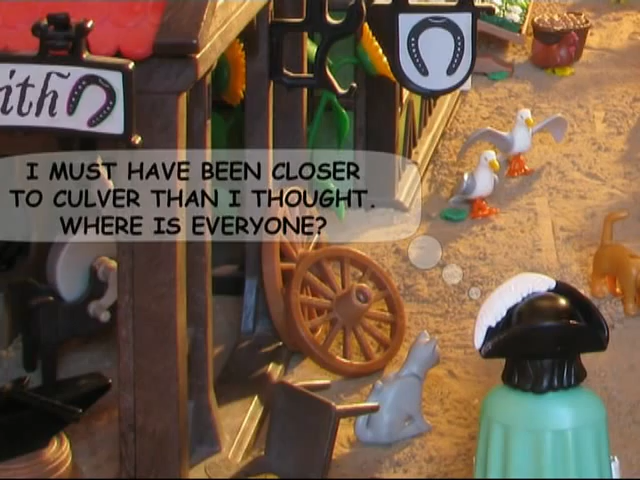 ith
I MUST HAVE BEEN CLOSER
TO CULVER THAN I THOUGHT.
WHERE IS EVERYONE?